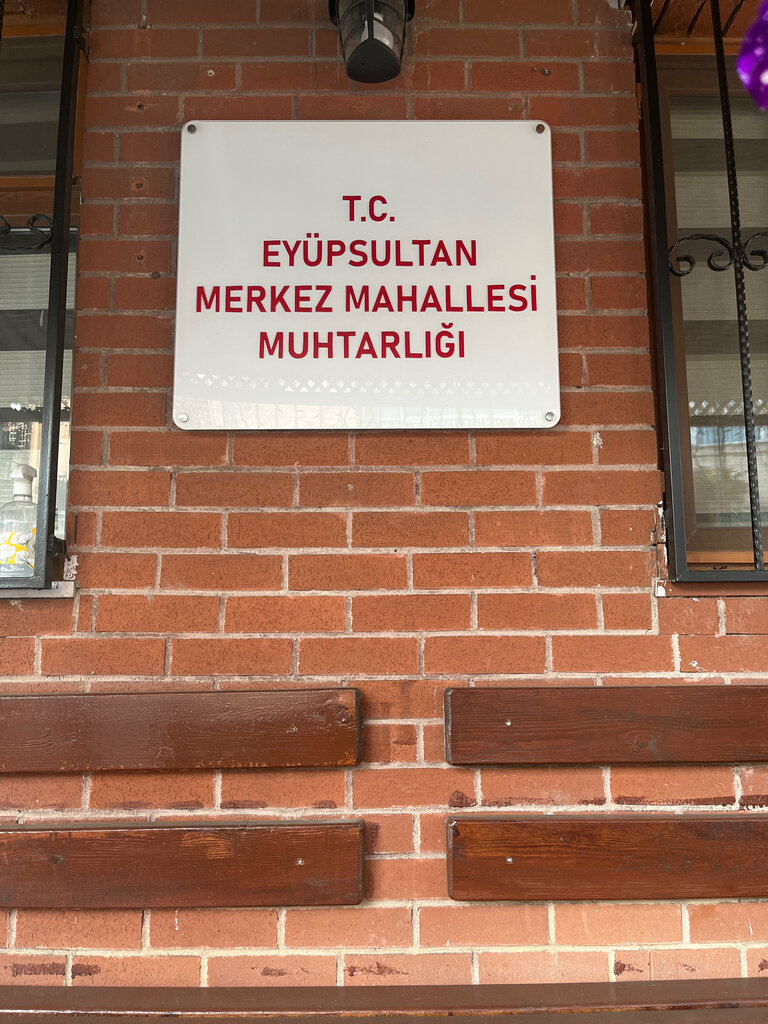 T.C.
EYÜPSULTAN
MERKEZ MAHALLESİ
MUHTARLIĞI